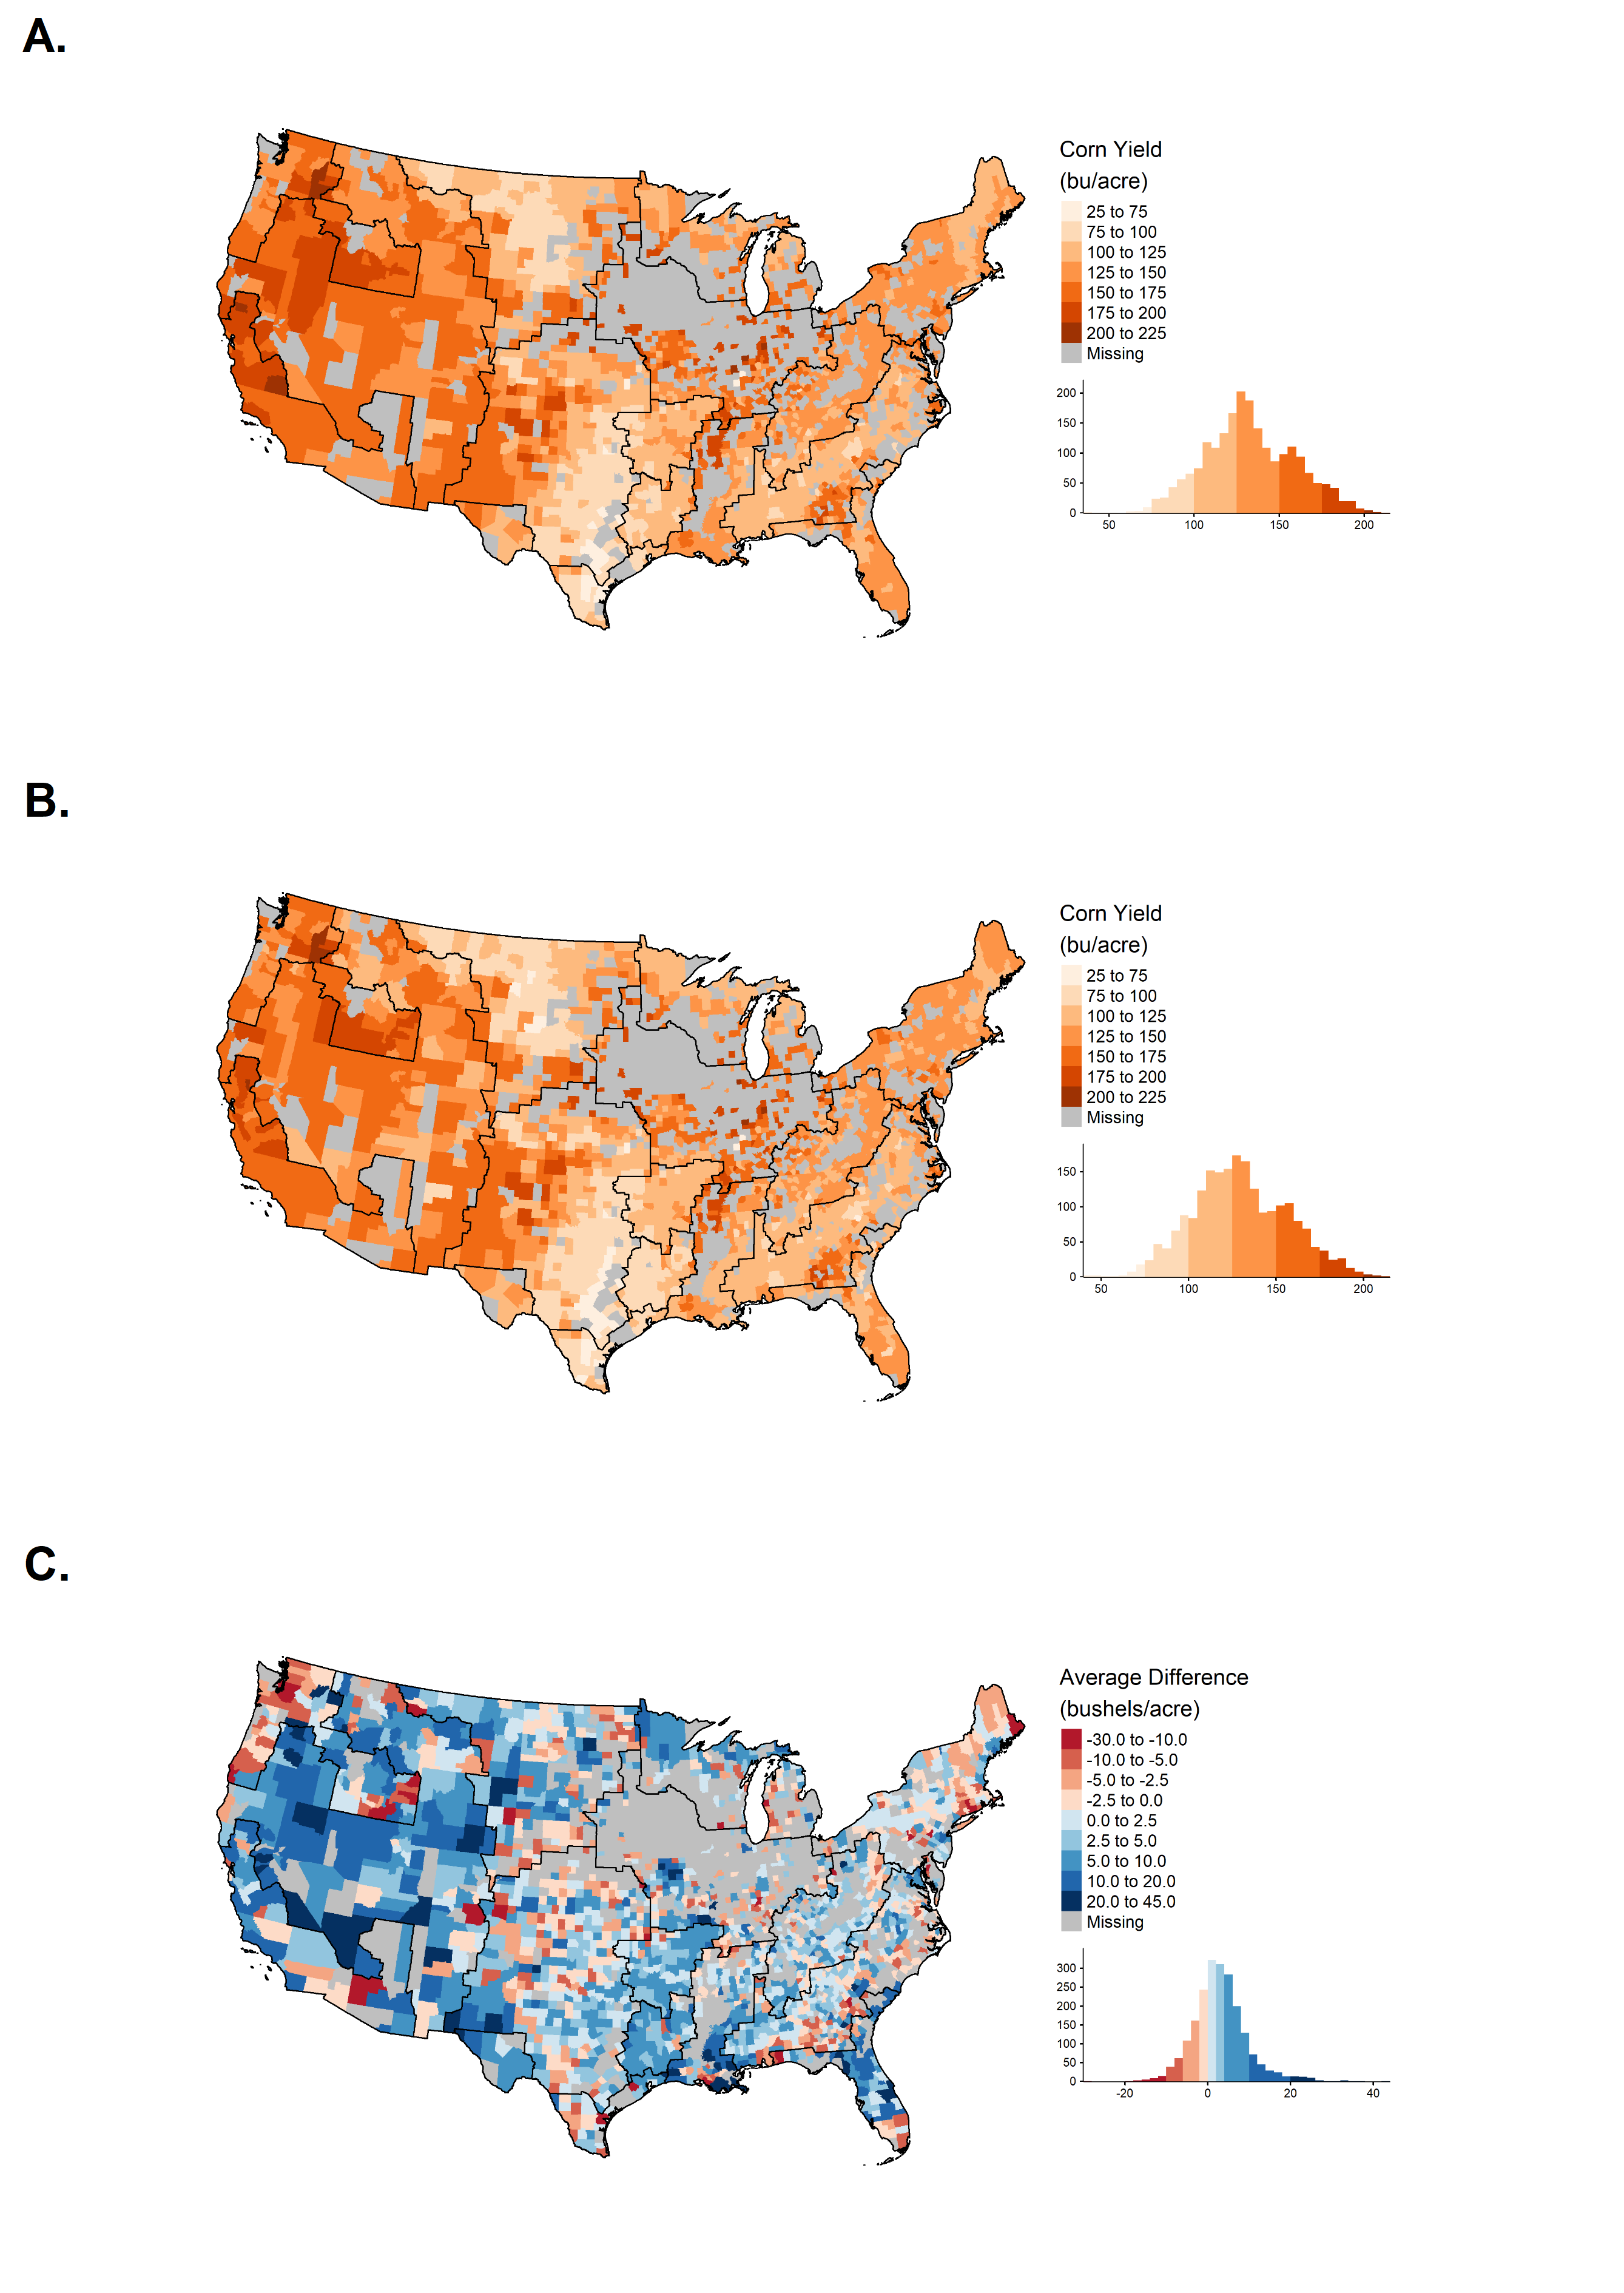 A.
Corn Yield
(bu/acre)
25 to 75
75 to 100
100 to 125
125 to 150
150 to 175
175 to 200
200 to 225
Missing
200
150
100
50
0
50 100 150 200
B.
Corn Yield
(bu/acre)
25 to 75
75 to 100
100 to 125
125 to 150
150 to 175
175 to 200
200 to 225
Missing
150
100
50
0
50 100 150 200
C.
Average Difference
(bushels/acre)
-30.0 to -10.0
-10.0 to -5.0
-5.0 to -2.5
-2.5 to 0.0
0.0 to 2.5
2.5 to 5.0
5.0 to 10.0
10.0 to 20.0
20.0 to 45.0
Missing
300
250
200
150
100
50
0
-20 0 20 40